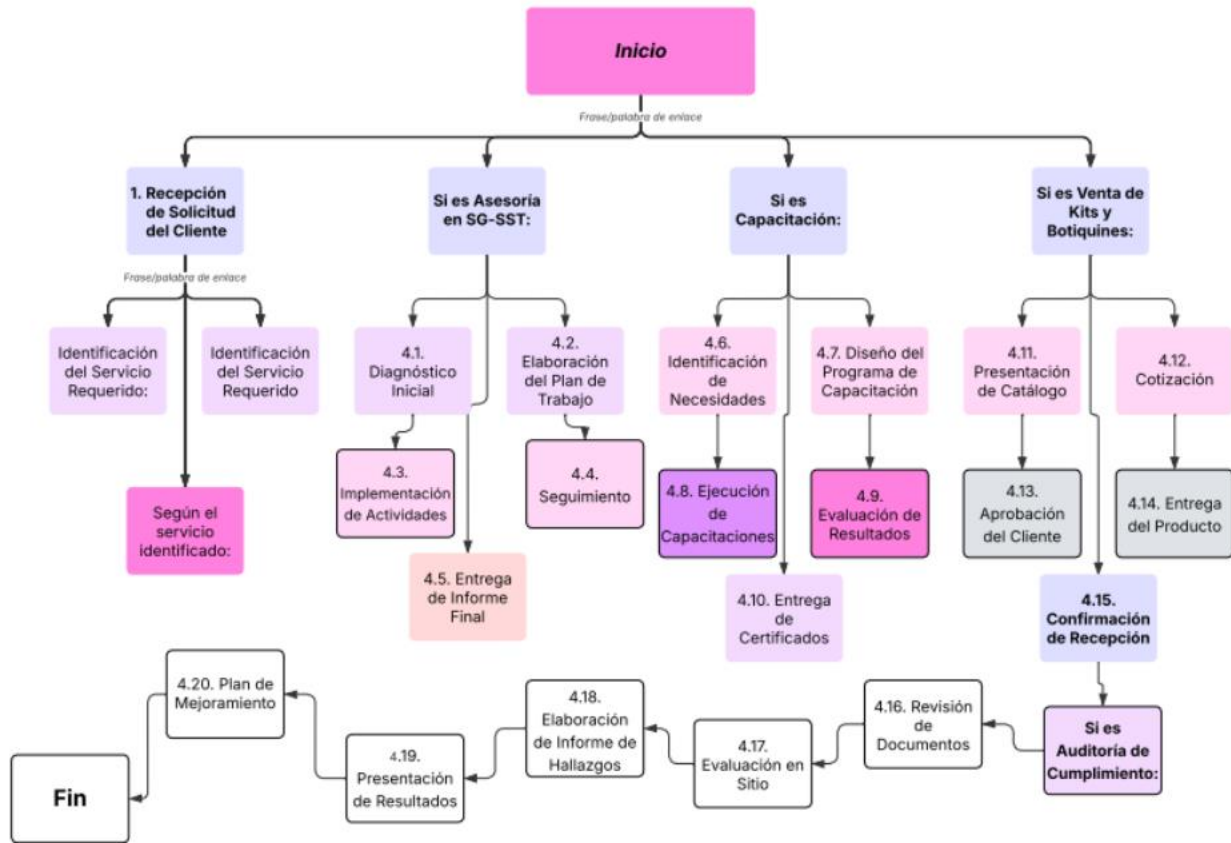 Inicio
Frase/palabra de enlace
1. Recepción
de Solicitud
del Cliente
Si es Asesoría
en SG-SST:
Si es
Capacitación:
Si es Venta de
Kits y
Botiquines:
Frase/palabra de enlace
Identificación
del Servicio
Requerido:
Identificación
del Servicio
Requerido
4.1.
Diagnóstico
Inicial
4.2.
Elaboración
del Plan de
Trabajo
4.6.
Identificación
de
Necesidades
4.7. Diseño del
Programa de
Capacitación
4.11.
Presentación
de Catálogo
4.12.
Cotización
Según el
servicio
identificado:
4.3.
Implementación
de Actividades
4.4.
Seguimiento
4.8. Ejecución
de
Capacitaciones
4.9.
Evaluación de
Resultados
4.13.
Aprobación
del Cliente
4.14. Entrega
del Producto
4.5. Entrega
de Informe
Final
4.10. Entrega
de
Certificados
4.15.
Confirmación
de Recepción
Si es
Auditoría de
Cumplimiento:
4.16. Revisión
de
Documentos
4.17.
Evaluación en
Sitio
4.18.
Elaboración
de Informe de
Hallazgos
4.19.
Presentación
de Resultados
4.20. Plan de
Mejoramiento
Fin